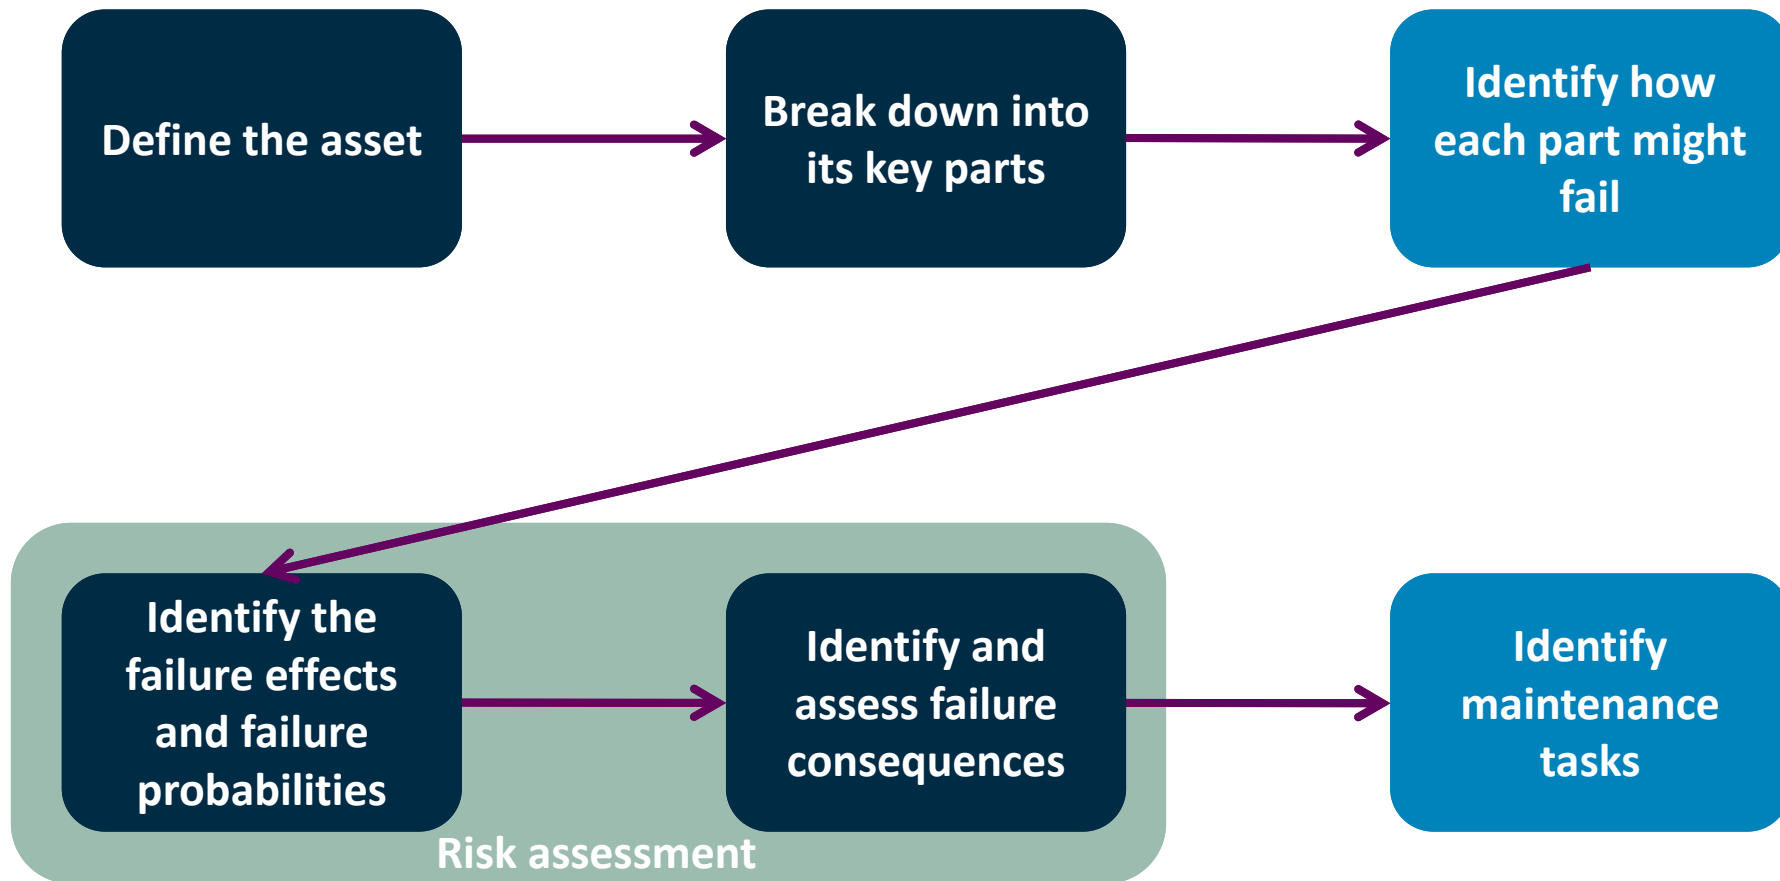 Define the asset
Break down into
its key parts
Identify how
each part might
fail
Identify the
failure effects
and failure
probabilities
Identify and
assess failure
consequences
Identify
maintenance
tasks
Risk assessment